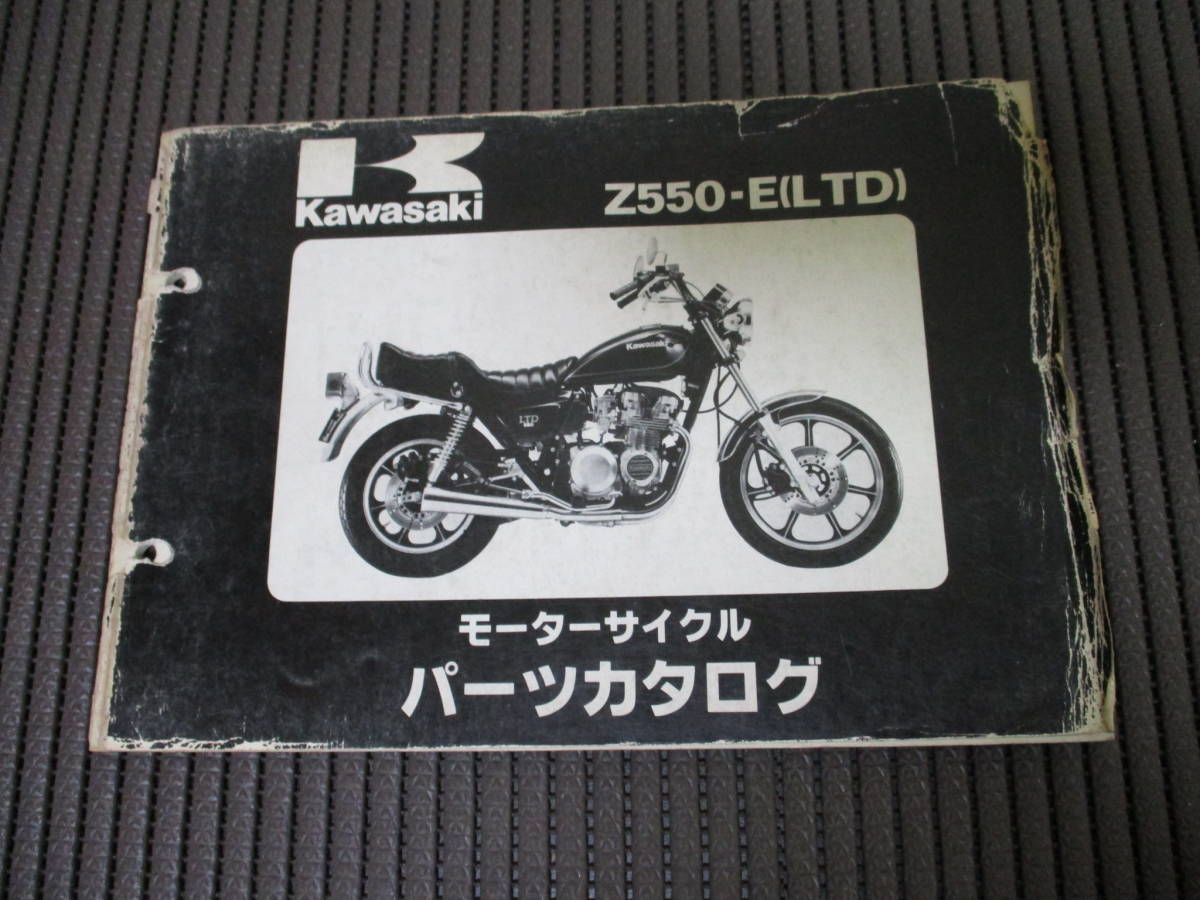 Kawasaki
Z550-E(LTD)
Kawasaki
LTD
モーターサイクル
パーツカタログ